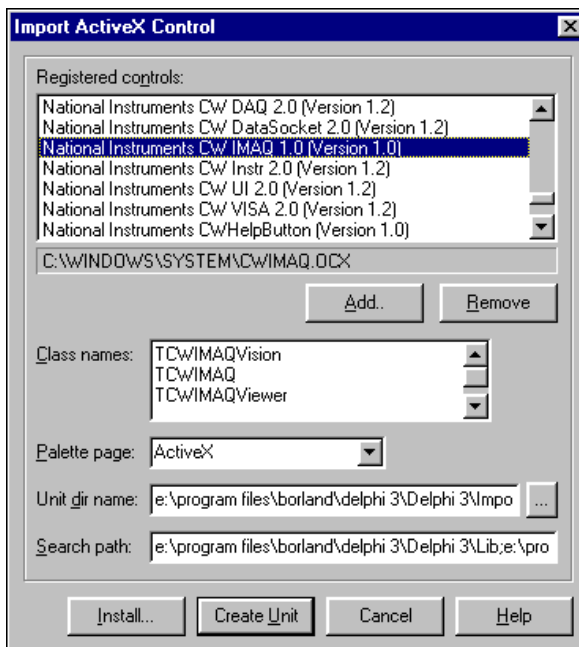 Import ActiveX Control
Registered controls:
National Instruments CW DAQ 2.0 (Version 1.2)
National Instruments CW DataSocket 2.0 (Version 1.2)
National Instruments CW IMAQ 1.0 (Version 1.0)
National Instruments CW Instr 2.0 (Version 1.2)
National Instruments CW UI 2.0 (Version 1.2)
National Instruments CW VISA 2.0 (Version 1.2)
National Instruments CWHelpButton (Version 1.0)
C:\WINDOWS\SYSTEM\CWIMAQ.OCX
Add.. Remove
Class names: TCWIMAQVision
TCWIMAQ
TCWIMAQViewer
Palette page: ActiveX
Unit dir name: e:\program files\borland\delphi 3\Delphi 3\Impo ...
Search path: e:\program files\borland\delphi 3\Delphi 3\Lib;e:\pro
Install... Create Unit Cancel Help